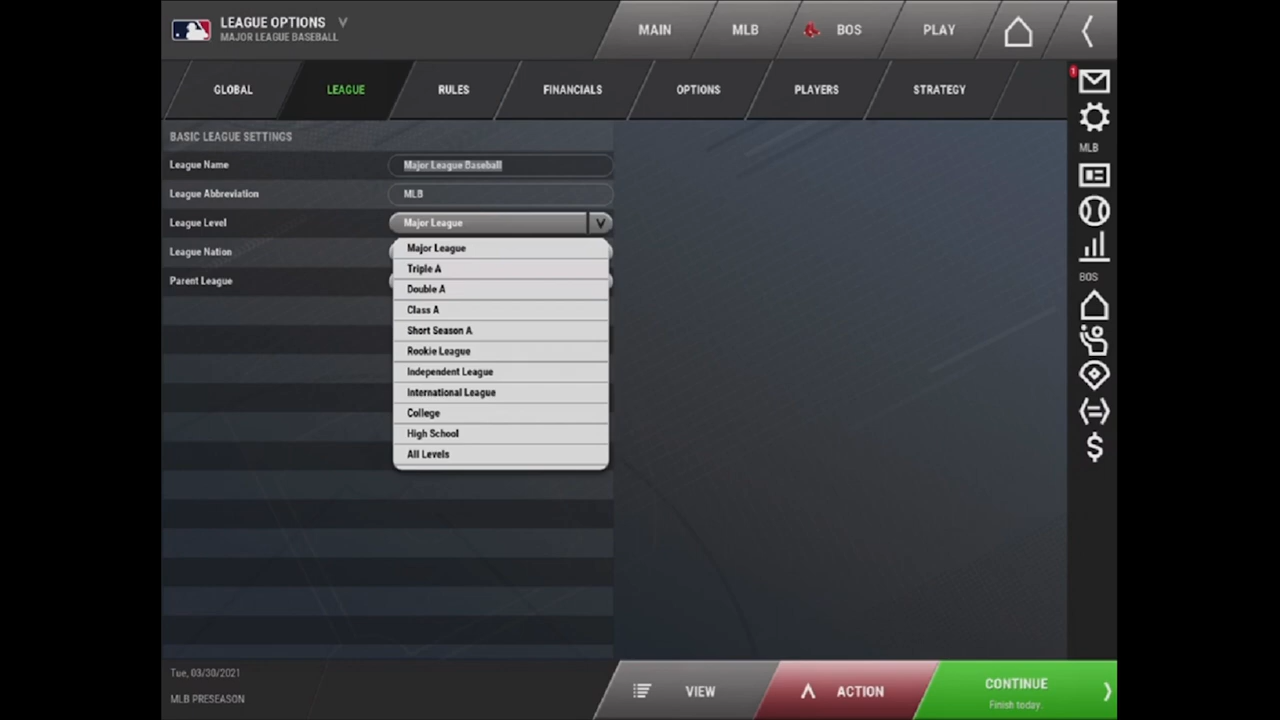 LEAGUE OPTIONS V
MAJOR LEAGUE BASEBALL
MAIN
MLB
BOS
PLAY
GLOBAL
LEAGUE
RULES
FINANCIALS
OPTIONS
PLAYERS
STRATEGY
1
MLB
BOS
BASIC LEAGUE SETTINGS
League Name Major League Baseball
League Abbreviation MLB
League Level Major League V
League Nation
Parent League
Major League
Triple A
Double A
Class A
Short Season A
Rookie League
Independent League
International League
College
High School
All Levels
Tue, 03/30/2021
MLB PRESEASON
VIEW
ACTION
CONTINUE
Finish today.